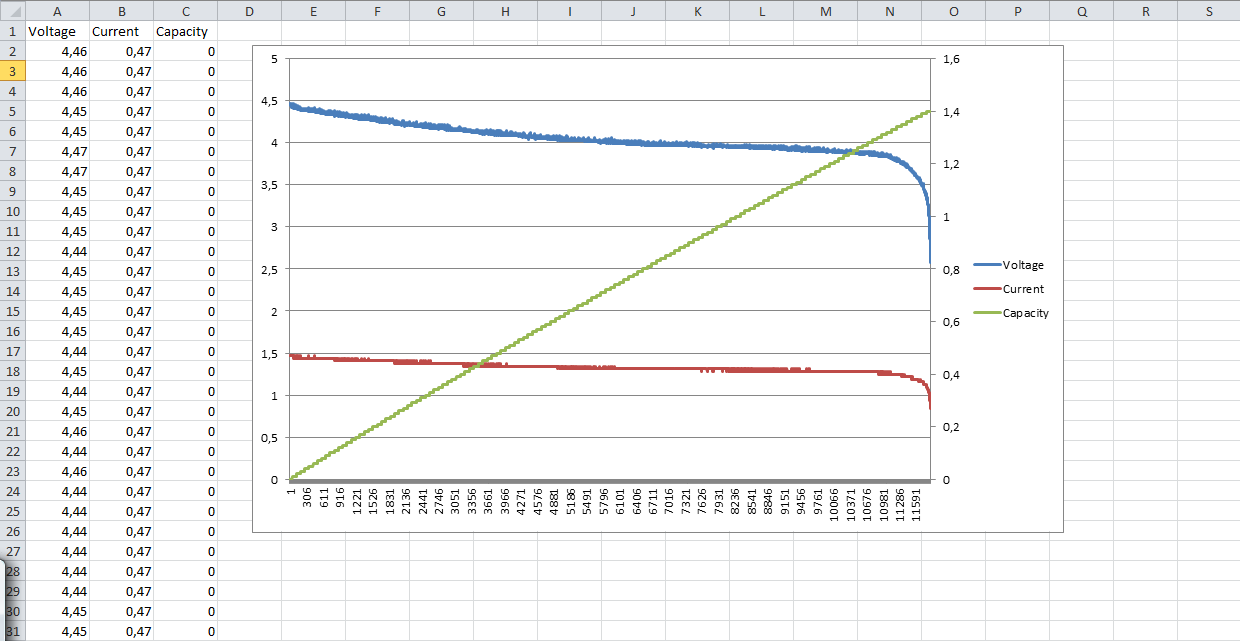 A B C D E F G H I J K L M N O P Q R S
1 Voltage Current Capacity
2 4,46 0,47 0
3 4,46 0,47 0
4 4,46 0,47 0
5 4,45 0,47 0
6 4,45 0,47 0
7 4,47 0,47 0
8 4,47 0,47 0
9 4,45 0,47 0
10 4,45 0,47 0
11 4,45 0,47 0
12 4,44 0,47 0
13 4,45 0,47 0
14 4,45 0,47 0
15 4,45 0,47 0
16 4,45 0,47 0
17 4,44 0,47 0
18 4,45 0,47 0
19 4,44 0,47 0
20 4,45 0,47 0
21 4,46 0,47 0
22 4,44 0,47 0
23 4,46 0,47 0
24 4,44 0,47 0
25 4,44 0,47 0
26 4,44 0,47 0
27 4,44 0,47 0
28 4,44 0,47 0
29 4,44 0,47 0
30 4,45 0,47 0
31 4,45 0,47 0
5
4,5
4
3,5
3
2,5
2
1,5
1
0,5
0
1,6
1,4
1,2
1
0,8
0,6
0,4
0,2
0
Voltage
Current
Capacity
1 306 611 916 1221 1526 1831 2136 2441 2746 3051 3356 3661 3966 4271 4576 4881 5186 5491 5796 6101 6406 6711 7016 7321 7626 7931 8236 8541 8846 9151 9456 9761 10066 10371 10676 10981 11286 11591